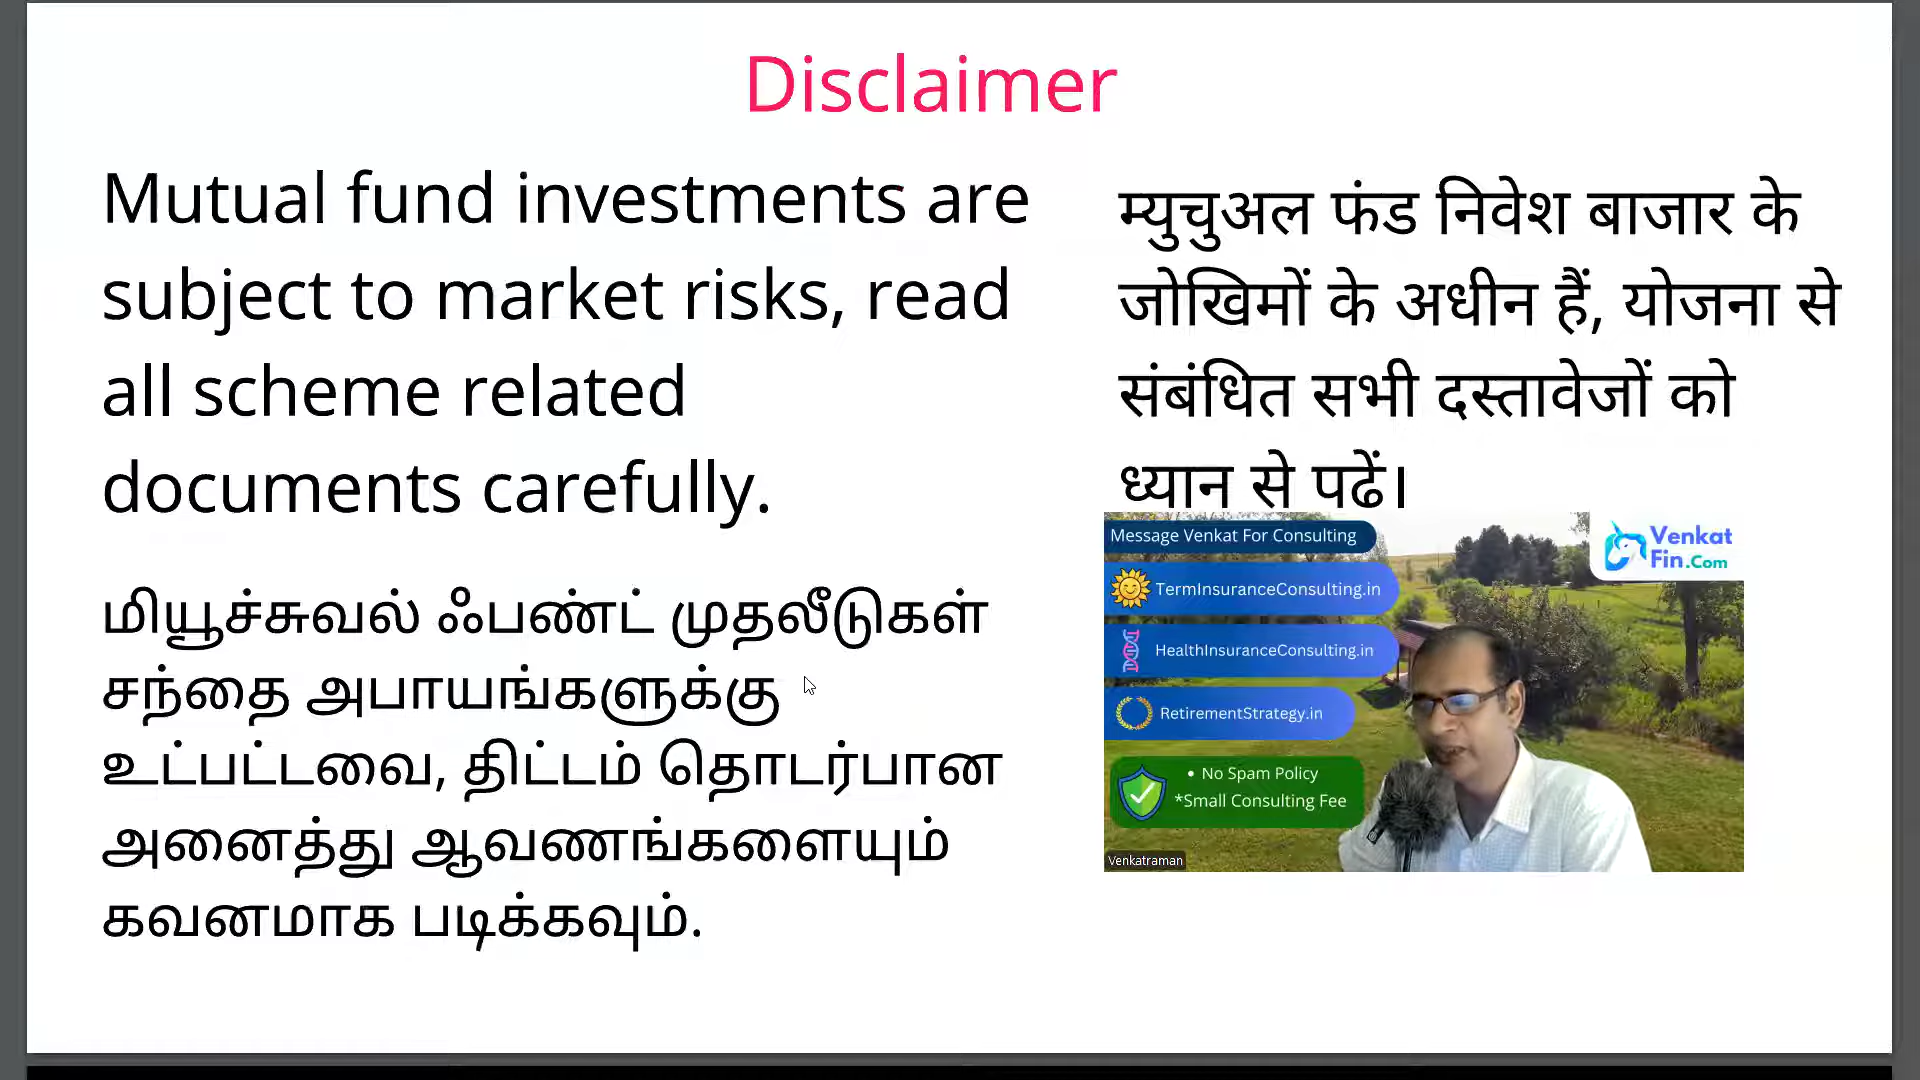 Disclaimer
Mutual fund investments are
subject to market risks, read
all scheme related
documents carefully.
மியூச்சுவல் ஃபண்ட் முதலீடுகள்
சந்தை அபாயங்களுக்கு
உட்பட்டவை, திட்டம் தொடர்பான
அனைத்து ஆவணங்களையும்
கவனமாக படிக்கவும்.
म्युचुअल फंड निवेश बाजार के
जोखिमों के अधीन हैं, योजना से
संबंधित सभी दस्तावेजों को
ध्यान से पढें।
Message Venkat For Consulting
TermInsuranceConsulting.in
HealthInsuranceConsulting.in
RetirementStrategy.in
• No Spam Policy
*Small Consulting Fee
Venkat
Fin.Com
Venkatraman